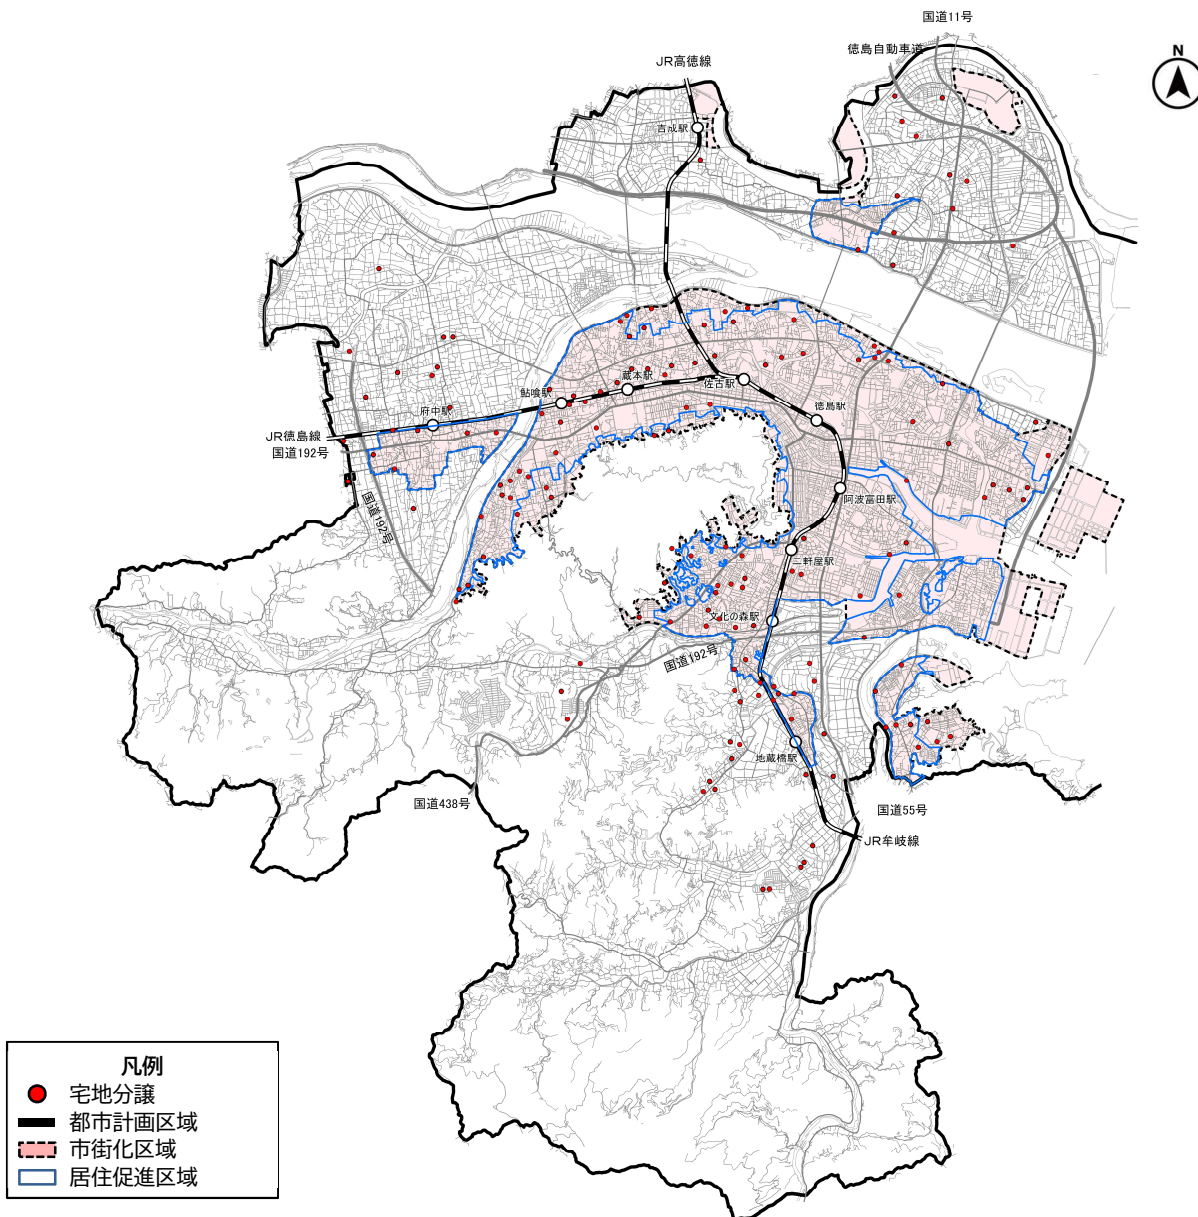 国道11号
徳島自動車道
N
JR高徳線
吉成駅
蔵本駅
佐古駅
鮎喰駅
徳島駅
府中駅
JR徳島線
国道192号
国道192号
阿波富田駅
二軒屋駅
文化の森駅
国道192号
地蔵橋駅
国道438号
国道55号
JR牟岐線
凡例
宅地分譲
都市計画区域
市街化区域
居住促進区域